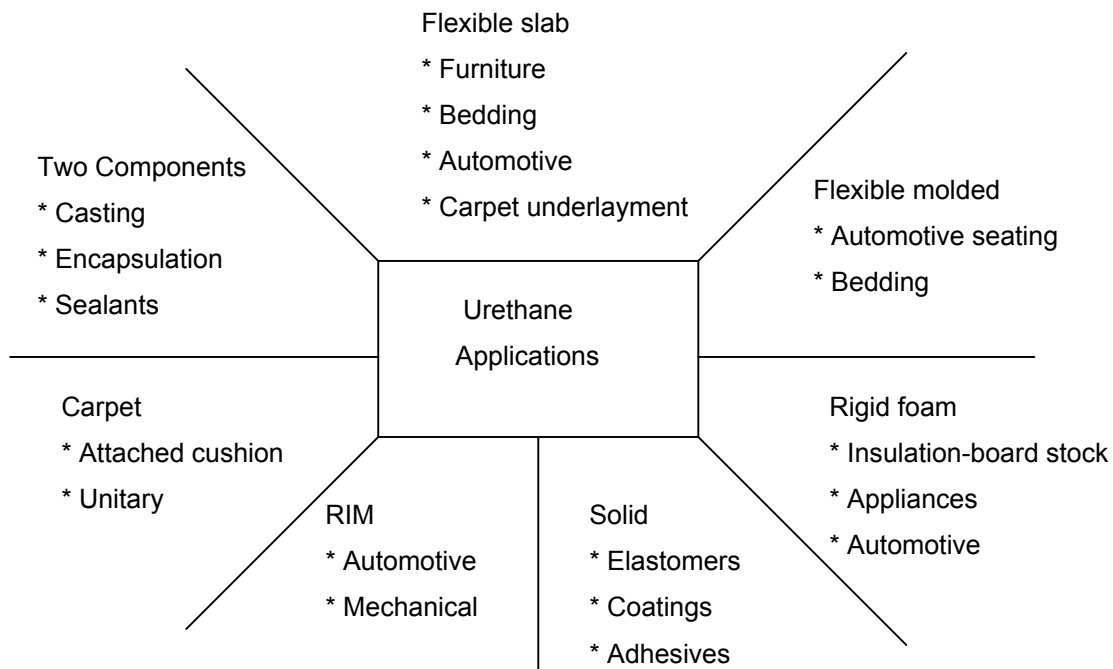 Flexible slab
* Furniture
* Bedding
* Automotive
* Carpet underlayment
Two Components
* Casting
* Encapsulation
* Sealants
Flexible molded
* Automotive seating
* Bedding
Urethane
Applications
Carpet
* Attached cushion
* Unitary
RIM
* Automotive
* Mechanical
Solid
* Elastomers
* Coatings
* Adhesives
Rigid foam
* Insulation-board stock
* Appliances
* Automotive